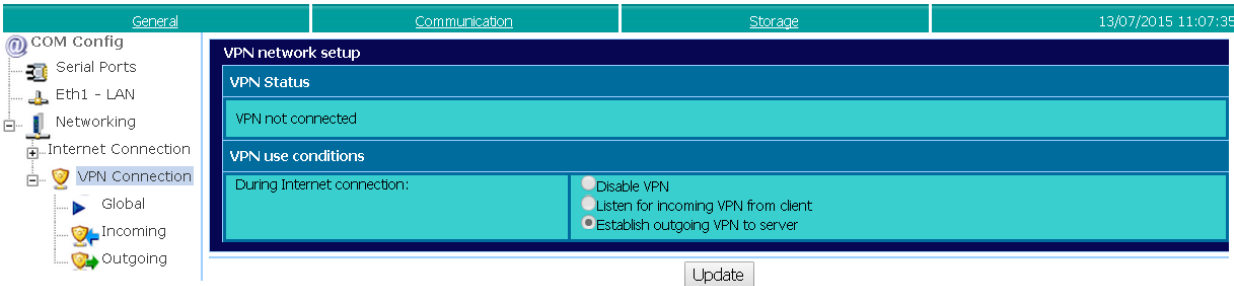 General Communication Storage 13/07/2015 11:07:35
COM Config
Serial Ports
Eth1 - LAN
Networking
Internet Connection
VPN Connection
Global
Incoming
Outgoing
VPN network setup
VPN Status
VPN not connected
VPN use conditions
During Internet connection:
Disable VPN
Listen for incoming VPN from client
Establish outgoing VPN to server
Update